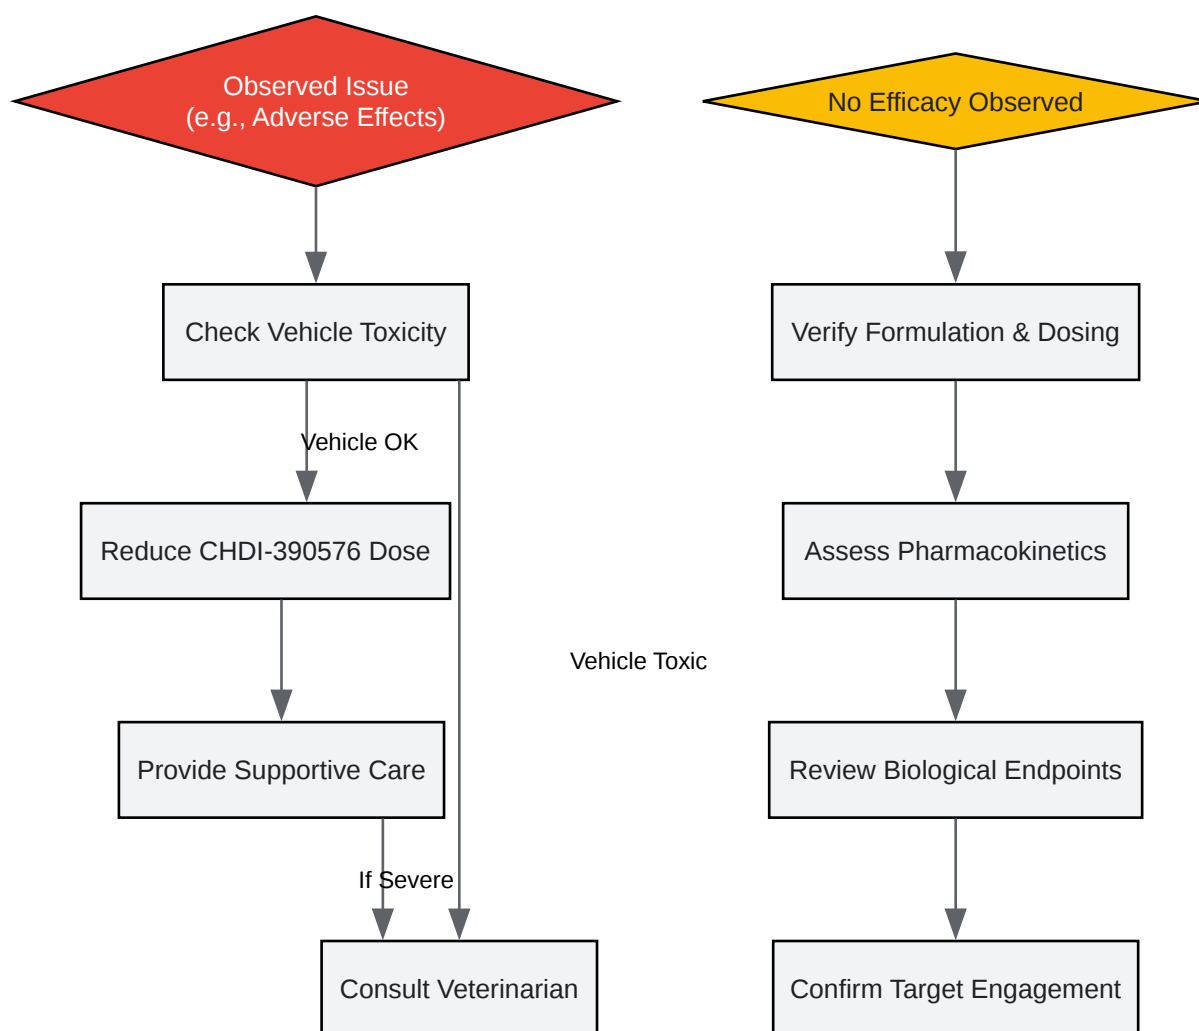 Observed Issue
(e.g., Adverse Effects)
No Efficacy Observed
Check Vehicle Toxicity
Verify Formulation & Dosing
Vehicle OK
Reduce CHDI-390576 Dose
Assess Pharmacokinetics
Vehicle Toxic
Provide Supportive Care
Review Biological Endpoints
If Severe
Consult Veterinarian
Confirm Target Engagement